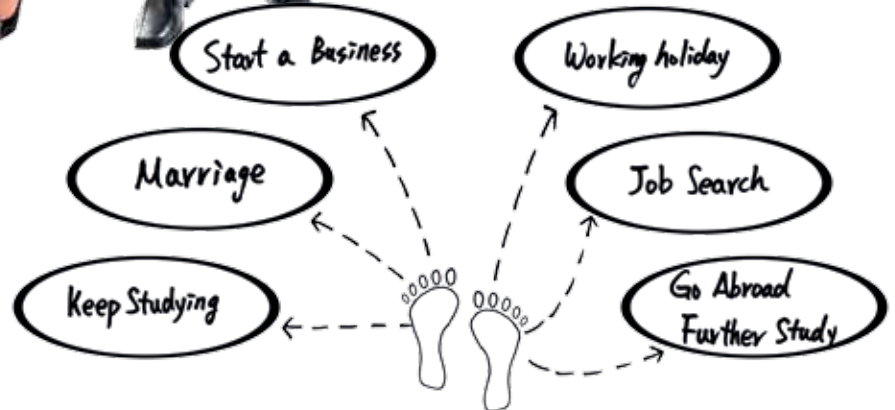 Start a Business
Working holiday
Marriage
Job Search
Keep Studying
Go Abroad
Further Study